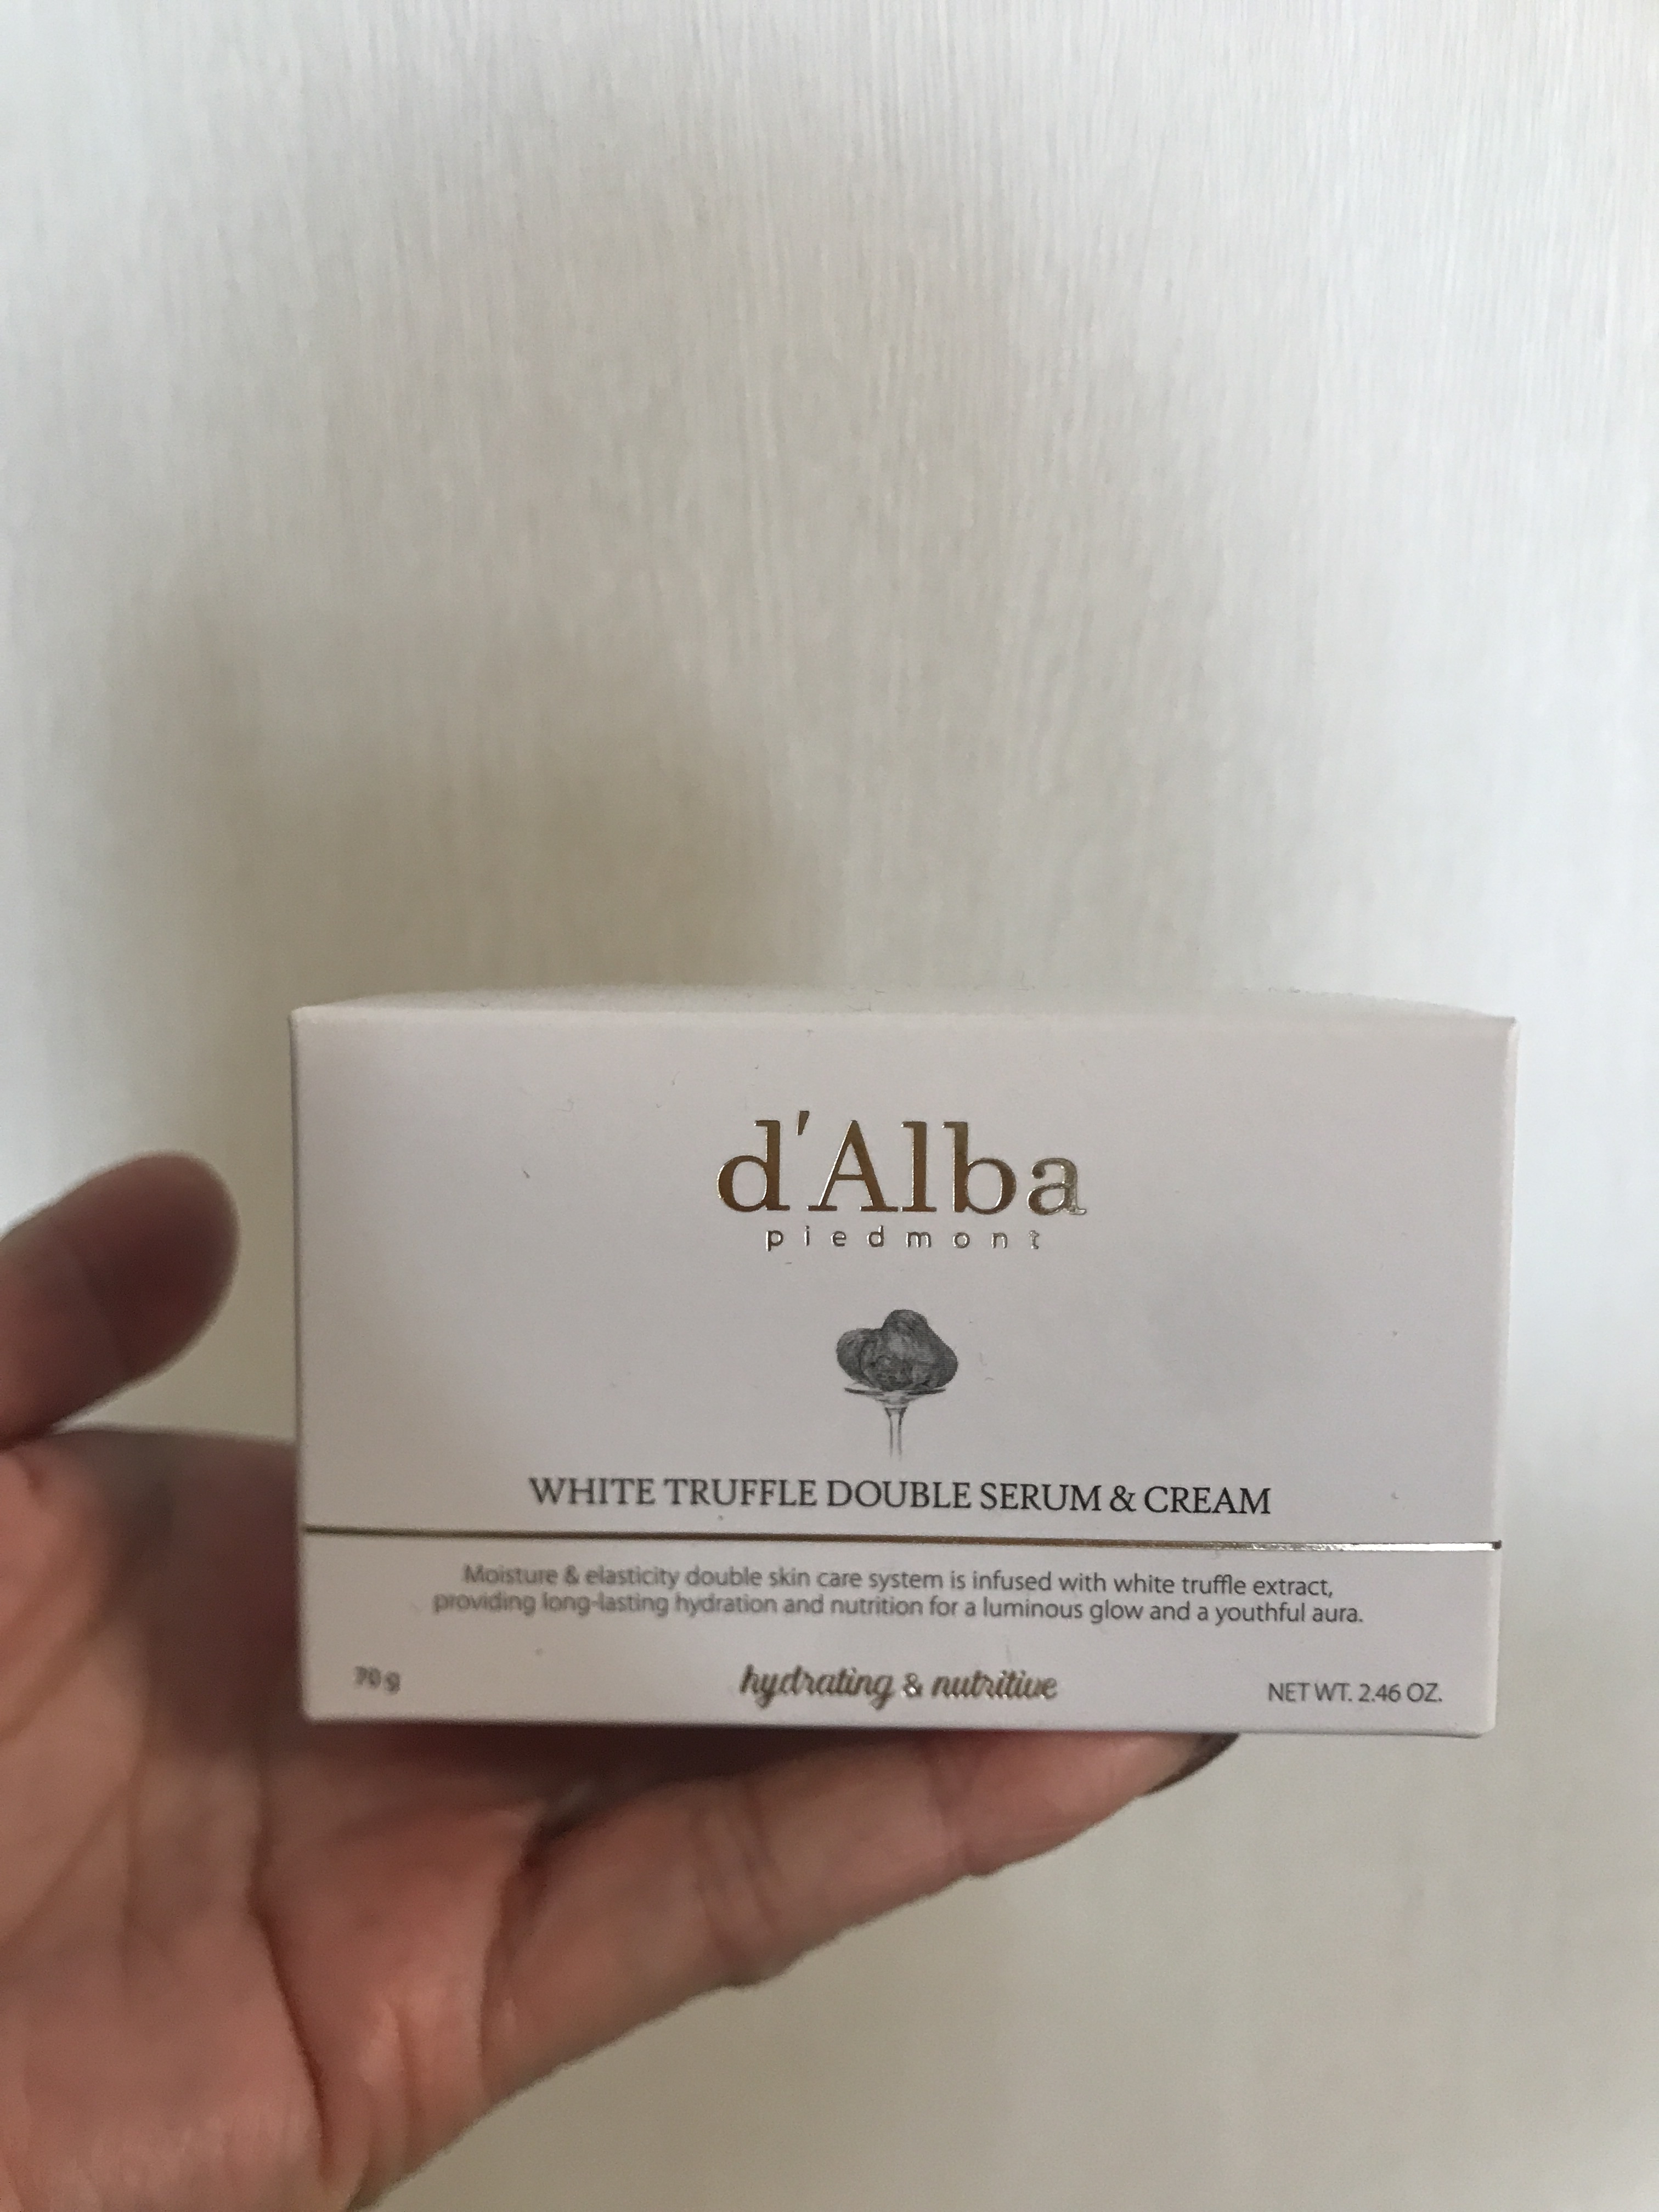 d'Alba
piedmont
WHITE TRUFFLE DOUBLE SERUM & CREAM
Moisture & elasticity double skin care system is infused with white truffle extract,
providing long-lasting hydration and nutrition for a luminous glow and a youthful aura.
70 g
hydrating & nutritive
NET WT. 2.46 OZ.